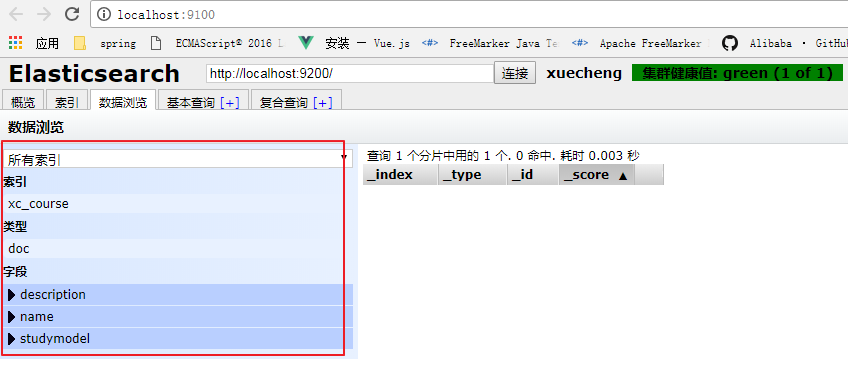 localhost:9100
应用 spring ECMAScript® 2016 安装 — Vue.js <#> FreeMarker Java Te <#> Apache FreeMarker Alibaba · GitHu
Elasticsearch http://localhost:9200/ 连接 xuecheng 集群健康值: green (1 of 1)
概览 索引 数据浏览 基本查询 [+] 复合查询 [+]
数据浏览
所有索引 查询 1 个分片中用的 1 个. 0 命中. 耗时 0.003 秒
索引 _index _type _id _score ▲
xc_course
类型
doc
字段
description
name
studymodel